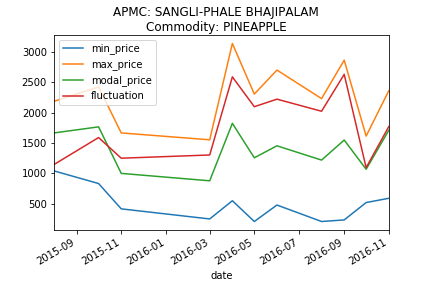 APMC: SANGLI-PHALE BHAJIPALAM
Commodity: PINEAPPLE
min_price
max_price
modal_price
fluctuation
3000
2500
2000
1500
1000
500
2015-09
2015-11
2016-01
2016-03
2016-05
2016-07
2016-09
2016-11
date